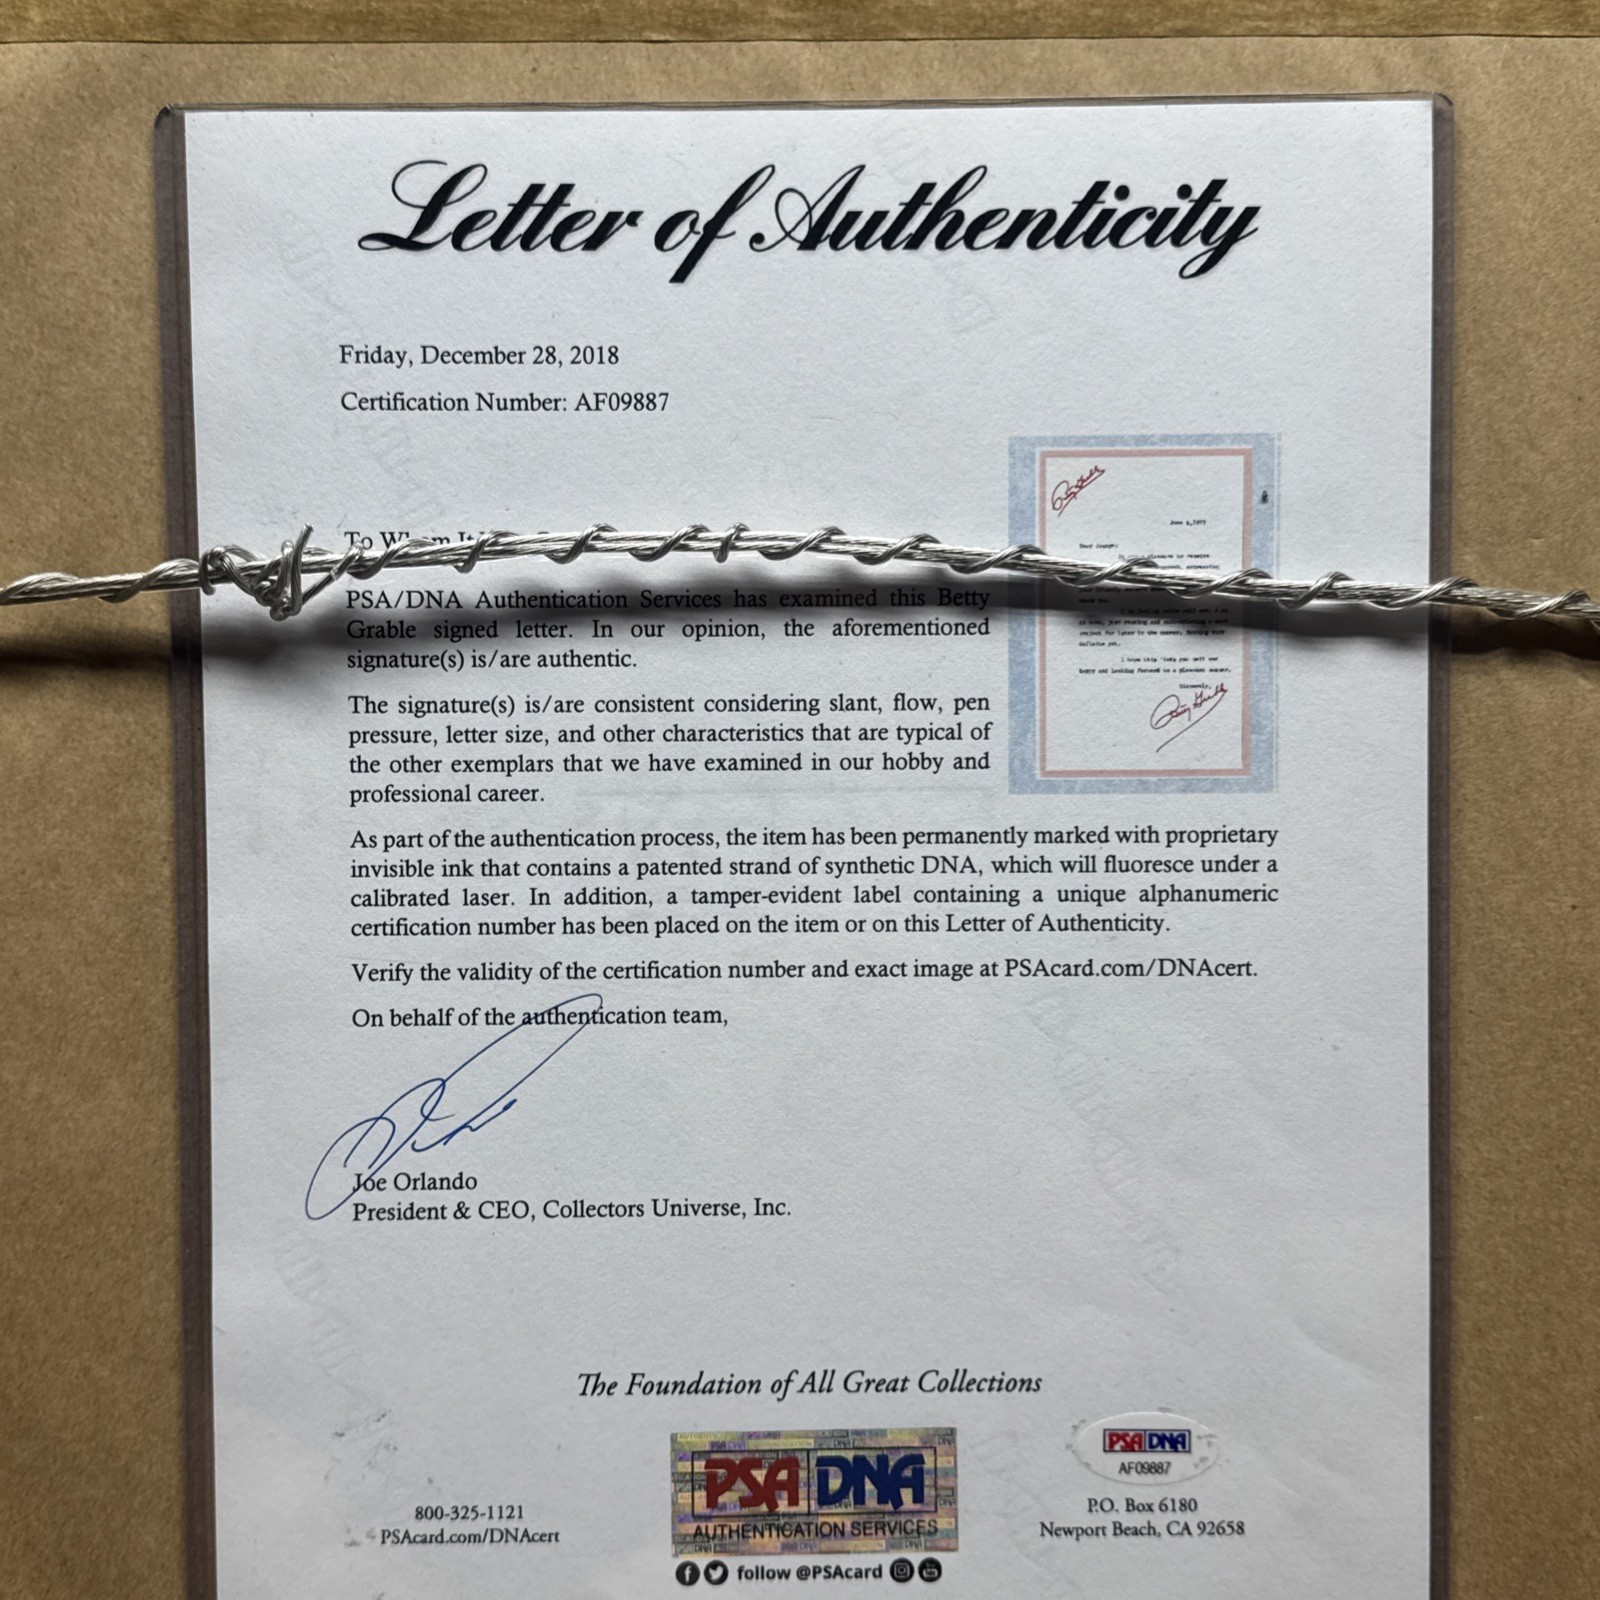 Letter of Authenticity
Friday, December 28, 2018
Certification Number: AF09887
To
PSA/DNA Authentication Services has examined this Betty
Grable signed letter. In our opinion, the aforementioned
signature(s) is/are authentic.
The signature(s) is/are consistent considering slant, flow, pen
pressure, letter size, and other characteristics that are typical of
the other exemplars that we have examined in our hobby and
professional career.
As part of the authentication process, the item has been permanently marked with proprietary
invisible ink that contains a patented strand of synthetic DNA, which will fluoresce under a
calibrated laser. In addition, a tamper-evident label containing a unique alphanumeric
certification number has been placed on the item or on this Letter of Authenticity.
Verify the validity of the certification number and exact image at PSAcard.com/DNAcert.
On behalf of the authentication team,
Joe Orlando
President & CEO, Collectors Universe, Inc.
The Foundation of All Great Collections
800-325-1121
PSAcard.com/DNAcert
PSA DNA
AUTHENTICATION SERVICES
follow @PSAcard
PSA DNA
AF09887
P.O. Box 6180
Newport Beach, CA 92658